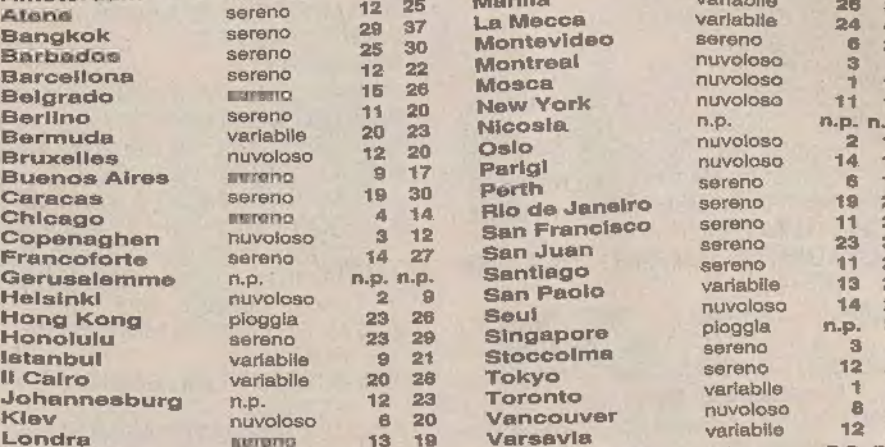 Atene sereno 12 25
Bangkok sereno 29 37
Barbados sereno 25 30
Barcellona sereno 12 22
Belgrado sereno 15 26
Berlino sereno 11 20
Bermuda variabile 20 23
Bruxelles nuvoloso 12 20
Buenos Aires sereno 9 17
Caracas sereno 19 30
Chicago sereno 4 14
Copenaghen nuvoloso 3 12
Francoforte sereno 14 27
Gerusalemme n.p. n.p. n.p.
Helsinki nuvoloso 2 9
Hong Kong pioggia 23 26
Honolulu sereno 23 29
Istanbul variabile 9 21
Il Cairo variabile 20 28
Johannesburg n.p. 12 23
Kiev nuvoloso 6 20
Londra sereno 13 19
Manila variabile 26
La Mecca variabile 24
Montevideo sereno 6
Montreal nuvoloso 3
Mosca nuvoloso 1
New York nuvoloso 11
Nicosia n.p. n.p. n.
Oslo nuvoloso 2
Parigi nuvoloso 14
Perth sereno 6
Rio de Janeiro sereno 19
San Francisco sereno 11
San Juan sereno 23
Santiago sereno 11
San Paolo variabile 13
Seul nuvoloso 14
Singapore pioggia n.p.
Stoccolma sereno 3
Tokyo sereno 12
Toronto variabile 1
Vancouver nuvoloso 8
Varsavia variabile 12